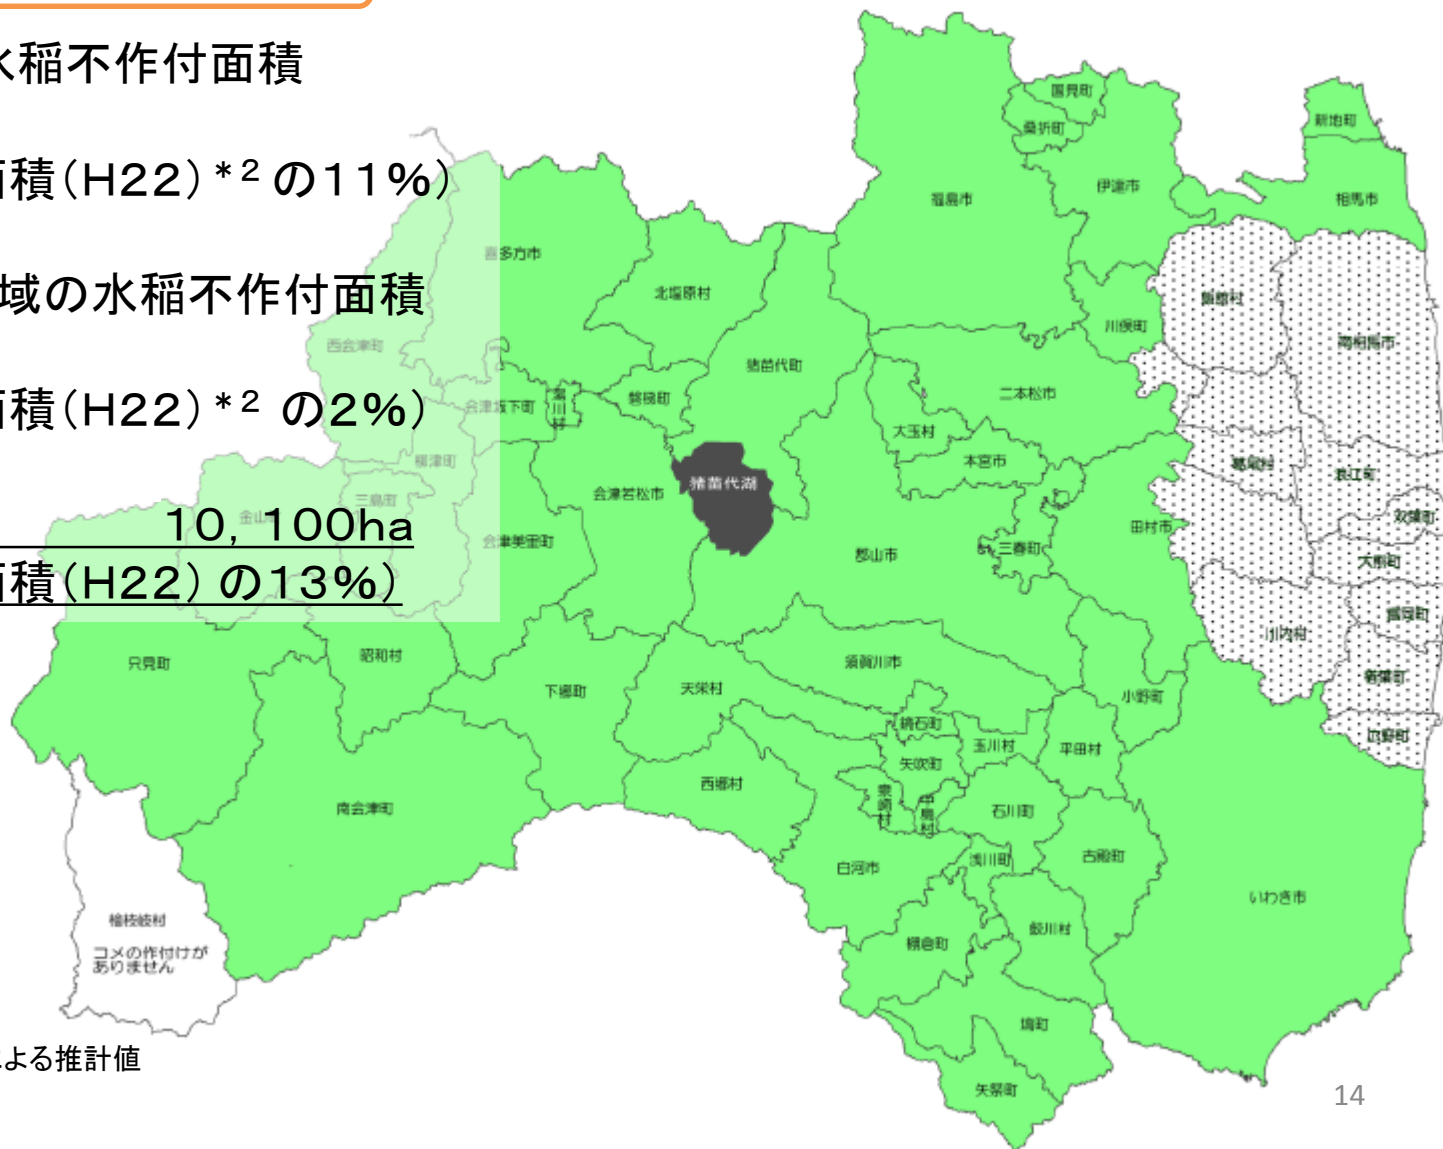 水稲不作付面積
面積(H22)*2 の11%)
域の水稲不作付面積
面積(H22)*2 の2%)
10,100ha
面積(H22) の13%)
国見町
桑折町
新地町
福島市
伊達市
相馬市
喜多方市
北塩原村
飯舘村
川俣町
南相馬市
西会津町
猪苗代町
二本松市
会津坂下町
湯川村
磐梯町
大玉村
本宮市
柳津町
葛尾村
浪江町
三島町
会津若松市
猪苗代湖
金山町
双葉町
会津美里町
郡山市
三春町
田村市
大熊町
富岡町
川内村
只見町
昭和村
下郷町
天栄村
須賀川市
小野町
楢葉町
鏡石町
玉川村
平田村
広野町
矢吹町
西郷村
泉崎村
中島村
石川町
南会津町
白河市
浅川町
古殿町
いわき市
檜枝岐村
コメの作付けが
ありません
棚倉町
鮫川村
塙町
による推計値
矢祭町
14